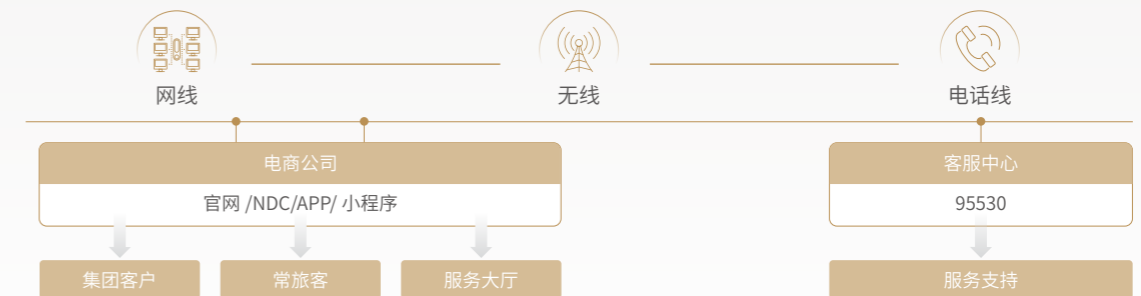 网线 无线 电话线
电商公司 客服中心
官网 /NDC/APP/ 小程序 95530
集团客户 常旅客 服务大厅 服务支持